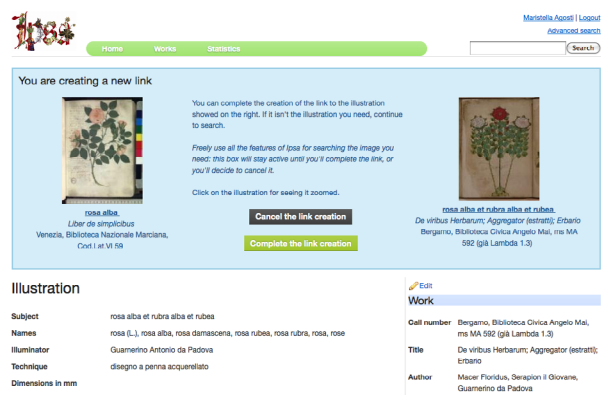 Ipsa
Maristella Agosti | Logout
Advanced search
Home Works Statistics
Search
You are creating a new link
You can complete the creation of the link to the illustration
showed on the right. If it isn't the illustration you need, continue
to search.
Freely use all the features of Ipsa for searching the image you
need: this box will stay active until you'll complete the link, or
you'll decide to cancel it.
Click on the illustration for seeing it zoomed.
Cancel the link creation
Complete the link creation
rosa alba
Liber de simplicibus
Venezia, Biblioteca Nazionale Marciana,
Cod.Lat VI 59
rosa alba et rubra alba et rubea
De viribus Herbarum; Aggregator (estratti); Erbario
Bergamo, Biblioteca Civica Angelo Mai, ms MA
592 (già Lambda 1.3)
Illustration
Subject rosa alba et rubra alba et rubea
Names rosa (L.), rosa alba, rosa damascena, rosa rubea, rosa rubra, rosa, rose
Illuminator Guarnerino Antonio da Padova
Technique disegno a penna acquerellato
Dimensions in mm
Edit
Work
Call number Bergamo, Biblioteca Civica Angelo Mai,
ms MA 592 (già Lambda 1.3)
Title De viribus Herbarum; Aggregator (estratti);
Erbario
Author Macer Floridus, Serapion il Giovane,
Guarnerino da Padova